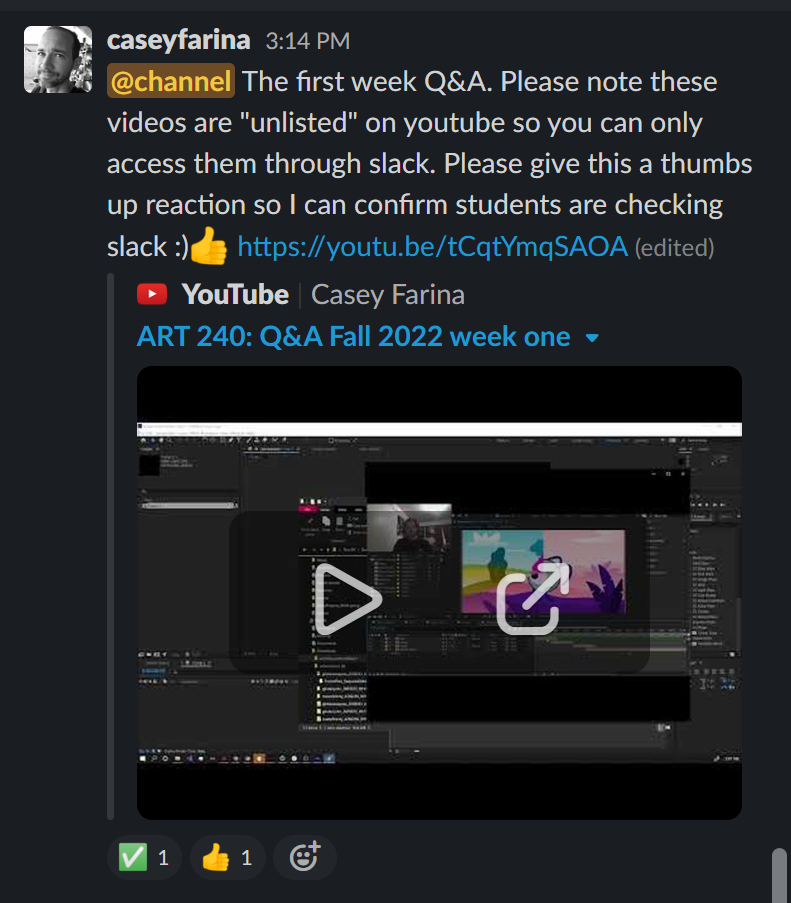 caseyfarina 3:14 PM
@channel The first week Q&A. Please note these
videos are "unlisted" on youtube so you can only
access them through slack. Please give this a thumbs
up reaction so I can confirm students are checking
slack :)👍 https://youtu.be/tCqtYmqSAOA (edited)
YouTube | Casey Farina
ART 240: Q&A Fall 2022 week one
✅ 1 👍 1